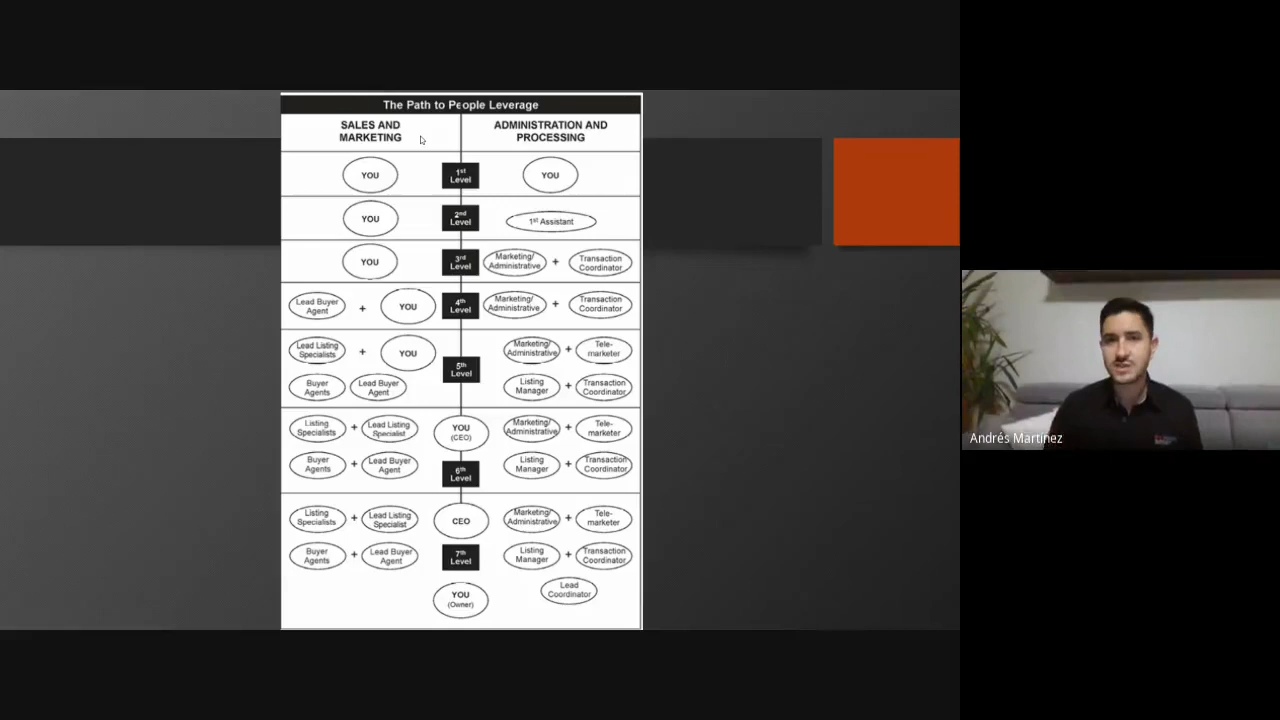 The Path to People Leverage
SALES AND
MARKETING
ADMINISTRATION AND
PROCESSING
YOU
1st
Level
YOU
YOU
2nd
Level
1st Assistant
YOU
3rd
Level
Marketing/
Administrative
+
Transaction
Coordinator
Lead Buyer
Agent
+
YOU
4th
Level
Marketing/
Administrative
+
Transaction
Coordinator
Lead Listing
Specialists
+
YOU
Buyer
Agents
Lead Buyer
Agent
5th
Level
Marketing/
Administrative
+
Tele-
marketer
Listing
Manager
+
Transaction
Coordinator
Listing
Specialists
+
Lead Listing
Specialist
YOU
(CEO)
Marketing/
Administrative
+
Tele-
marketer
Buyer
Agents
+
Lead Buyer
Agent
6th
Level
Listing
Manager
+
Transaction
Coordinator
Listing
Specialists
+
Lead Listing
Specialist
CEO
Marketing/
Administrative
+
Tele-
marketer
Buyer
Agents
+
Lead Buyer
Agent
7th
Level
Listing
Manager
+
Transaction
Coordinator
YOU
(Owner)
Lead
Coordinator
Andrés Martinez